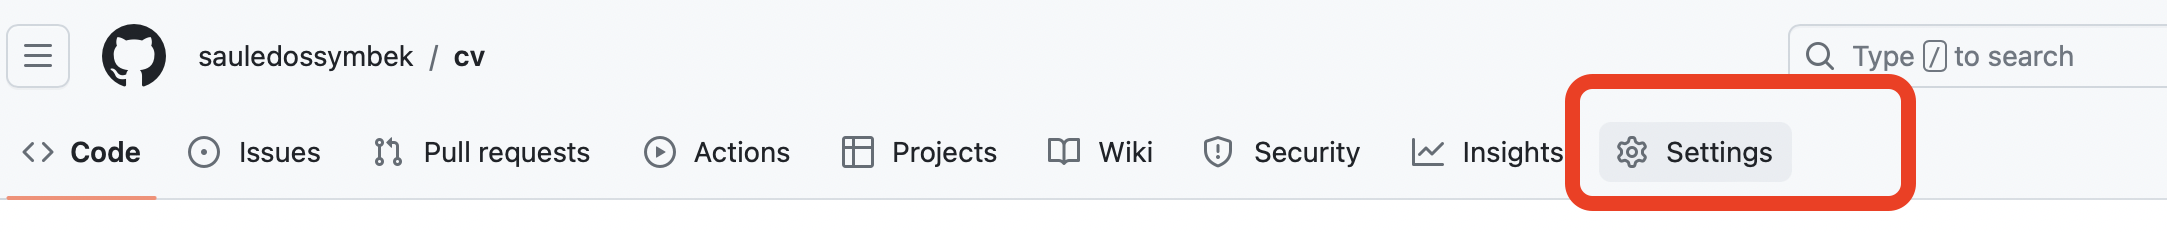 sauledossymbek / cv
Type / to search
Code Issues Pull requests Actions Projects Wiki Security Insights Settings